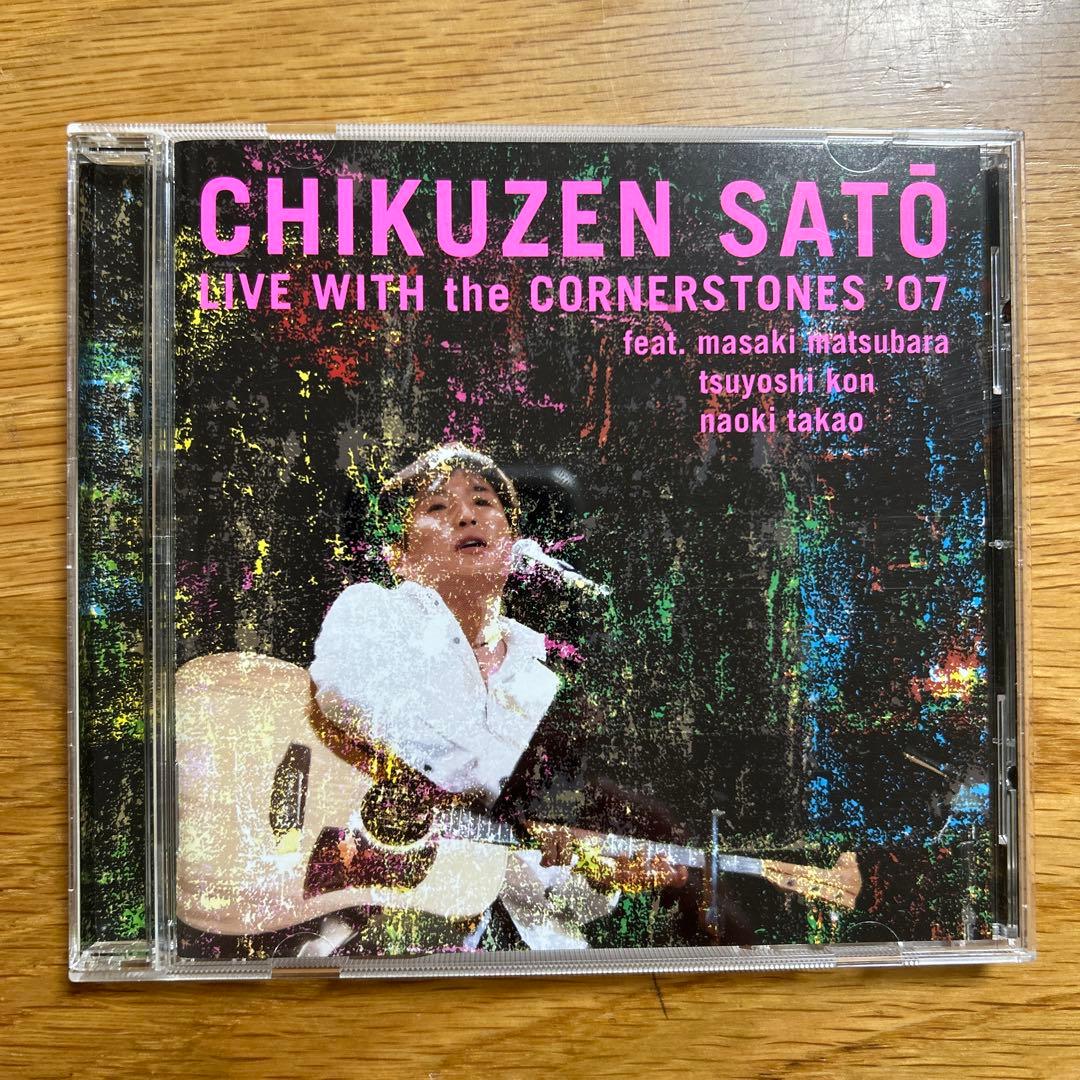 CHIKUZEN SATŌ
LIVE WITH the CORNERSTONES '07
feat. masaki matsubara
tsuyoshi kon
naoki takao